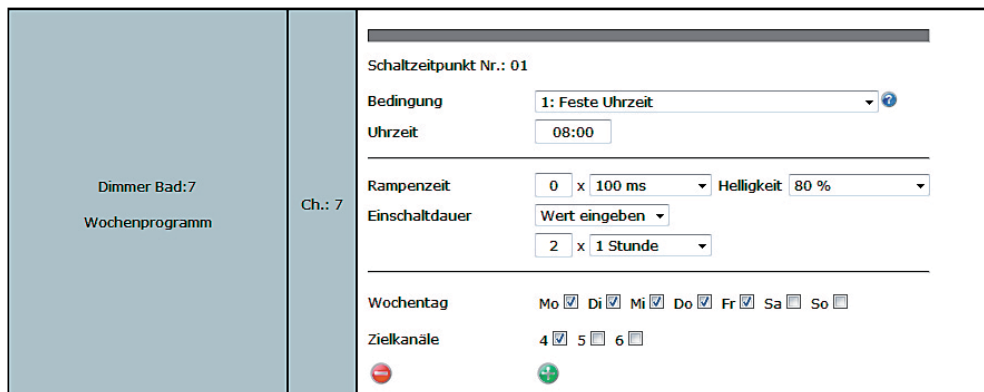 Schaltzeitpunkt Nr.: 01
Bedingung 1: Feste Uhrzeit ?
Uhrzeit 08:00
Dimmer Bad:7
Wochenprogramm
Ch.: 7
Rampenzeit 0 x 100 ms Helligkeit 80 %
Einschaltdauer Wert eingeben
2 x 1 Stunde
Wochentag Mo Di Mi Do Fr Sa So
Zielkanäle 4 5 6